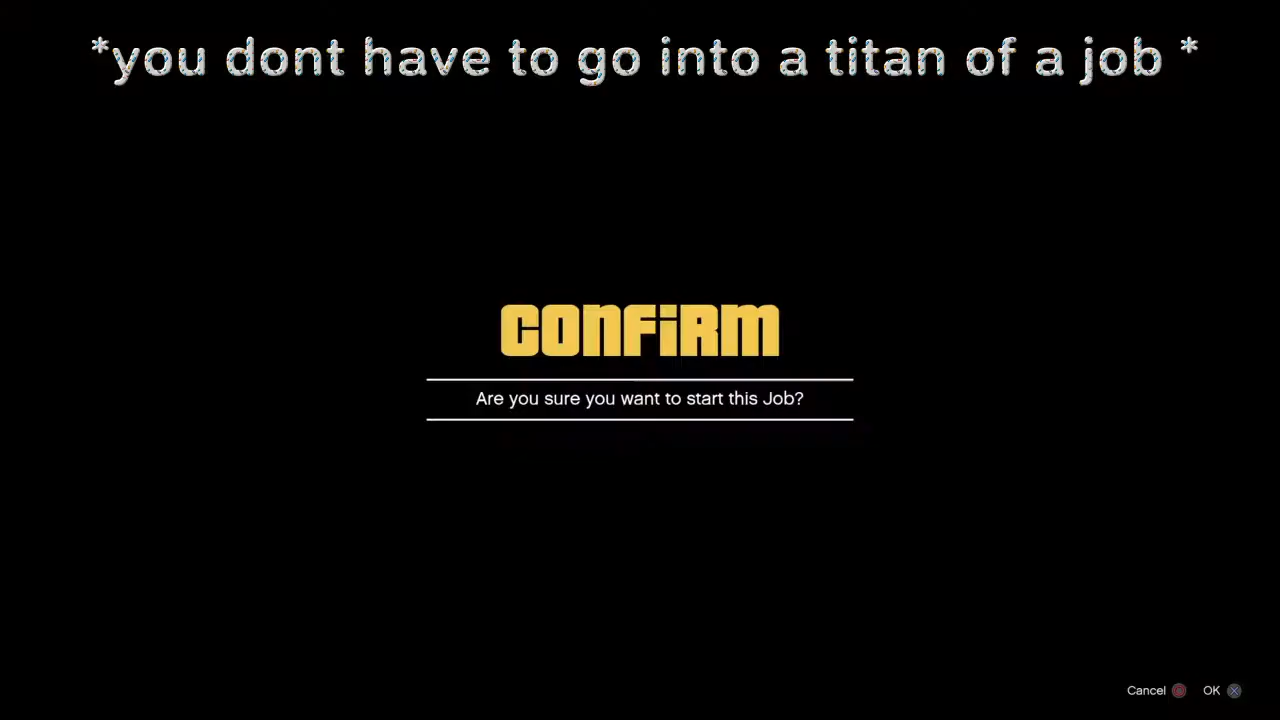 *you dont have to go into a titan of a job *
CONFiRM
Are you sure you want to start this Job?
Cancel OK